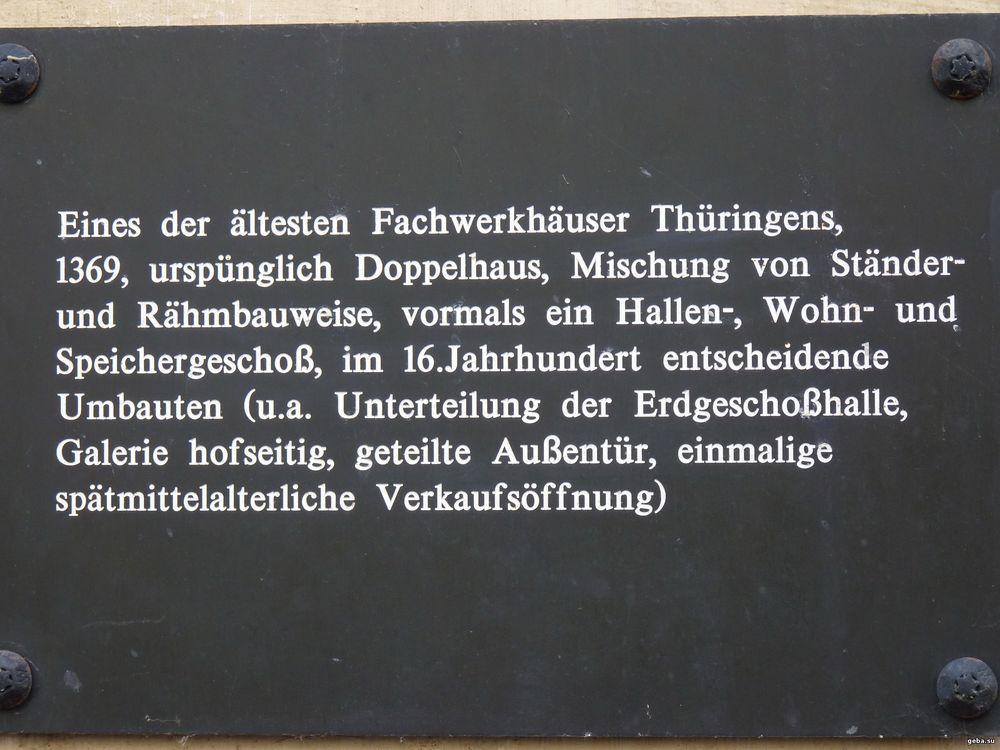 Eines der ältesten Fachwerkhäuser Thüringens,
1369, urspünglich Doppelhaus, Mischung von Ständer-
und Rähmbauweise, vormals ein Hallen-, Wohn- und
Speichergeschoß, im 16.Jahrhundert entscheidende
Umbauten (u.a. Unterteilung der Erdgeschoßhalle,
Galerie hofseitig, geteilte Außentür, einmalige
spätmittelalterliche Verkaufsöffnung)
geba.su